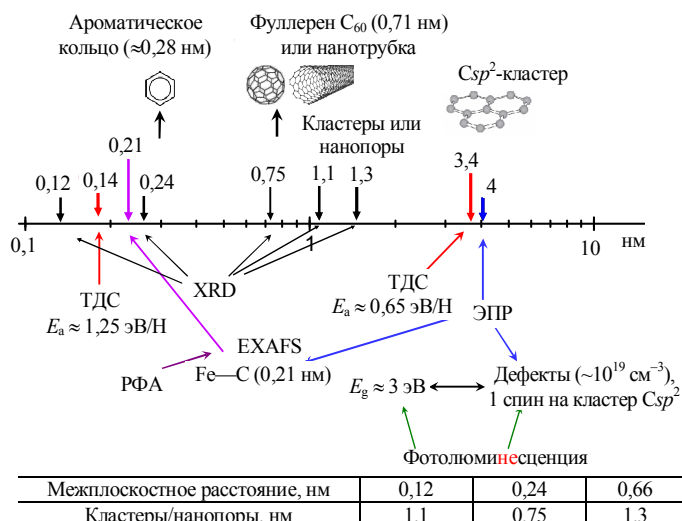 Ароматическое
кольцо (≈0,28 нм)
Фуллерен C₆₀ (0,71 нм)
или нанотрубка
Csp²-кластер
Кластеры или
нанопоры
0,12
0,14
0,21
0,24
0,75
1,1
1,3
3,4
4
0,1
1
10
нм
XRD
ТДС
Eₐ ≈ 1,25 эВ/H
ТДС
Eₐ ≈ 0,65 эВ/H
ЭПР
EXAFS
Fe—C (0,21 нм)
РФА
E_g ≈ 3 эВ
Дефекты (~10¹⁹ см⁻³),
1 спин на кластер Csp²
Фотолюминесценция
Межплоскостное расстояние, нм 0,12 0,24 0,66
Кластеры/нанопоры, нм 1,1 0,75 1,3